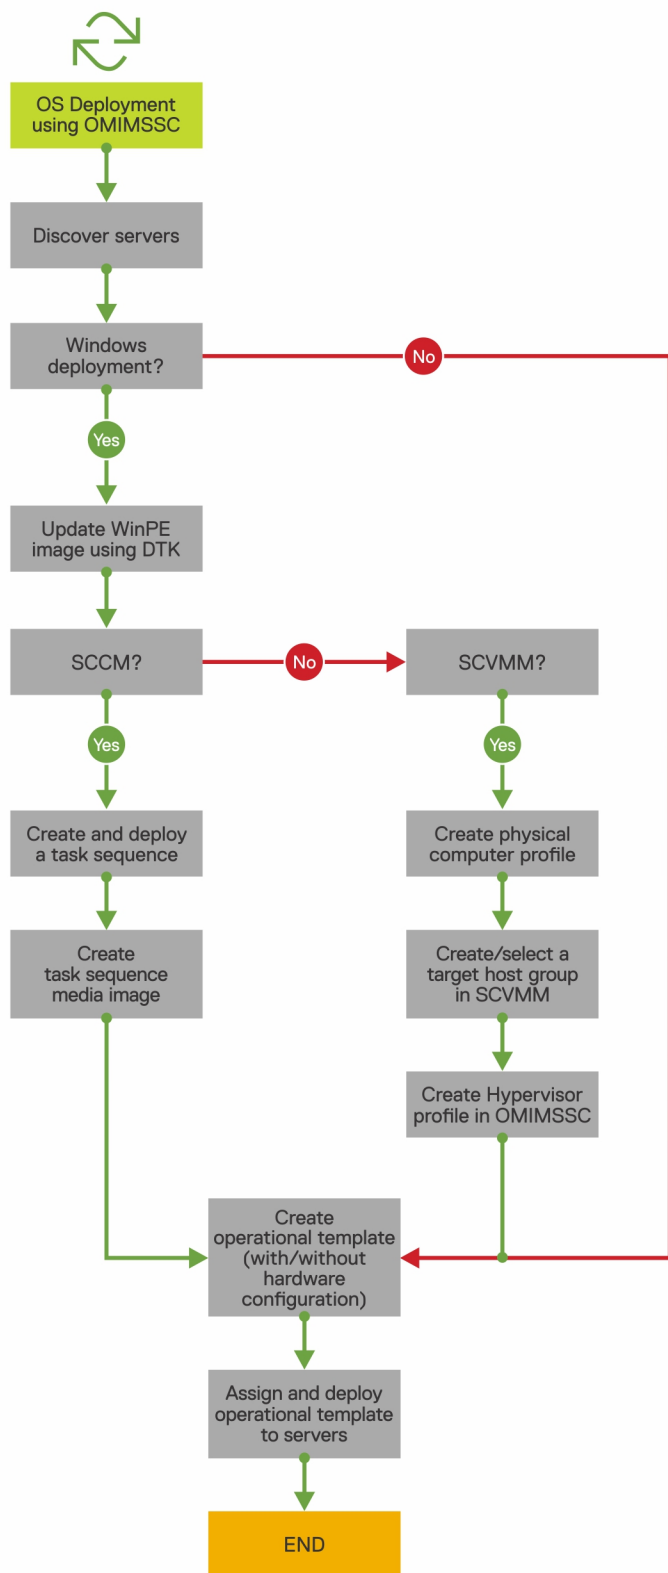 OS Deployment
using OMIMSSC
Discover servers
Windows
deployment?
No
Yes
Update WinPE
image using DTK
SCCM?
No
SCVMM?
Yes
Yes
Create and deploy
a task sequence
Create physical
computer profile
Create
task sequence
media image
Create/select a
target host group
in SCVMM
Create Hypervisor
profile in OMIMSSC
Create
operational template
(with/without
hardware
configuration)
Assign and deploy
operational template
to servers
END